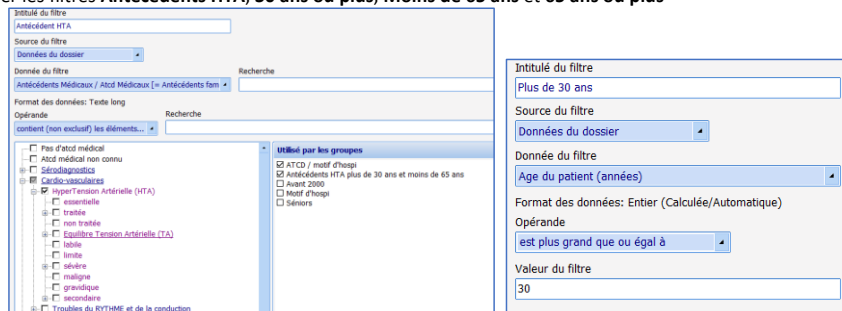 er les filtres Antécédents HTA, 30 ans ou plus, Moins de 65 ans et 65 ans ou plus
Intitulé du filtre
Antécédent HTA
Source du filtre
Données du dossier
Donnée du filtre
Recherche
Antécédents Médicaux / Atcd Médicaux [= Antécédents fam
Format des données: Texte long
Opérande
Recherche
contient (non exclusif) les éléments...
Pas d'atcd médical
Atcd médical non connu
Sérodiagnostics
Cardio-vasculaires
HyperTension Artérielle (HTA)
essentielle
traitée
non traitée
Equilibre Tension Artérielle (TA)
labile
limite
sévère
maligne
gravidique
secondaire
Troubles du RYTHME et de la conduction
Utilisé par les groupes
ATCD / motif d'hospi
Antécédents HTA plus de 30 ans et moins de 65 ans
Avant 2000
Motif d'hospi
Séniors
Intitulé du filtre
Plus de 30 ans
Source du filtre
Données du dossier
Donnée du filtre
Age du patient (années)
Format des données: Entier (Calculée/Automatique)
Opérande
est plus grand que ou égal à
Valeur du filtre
30